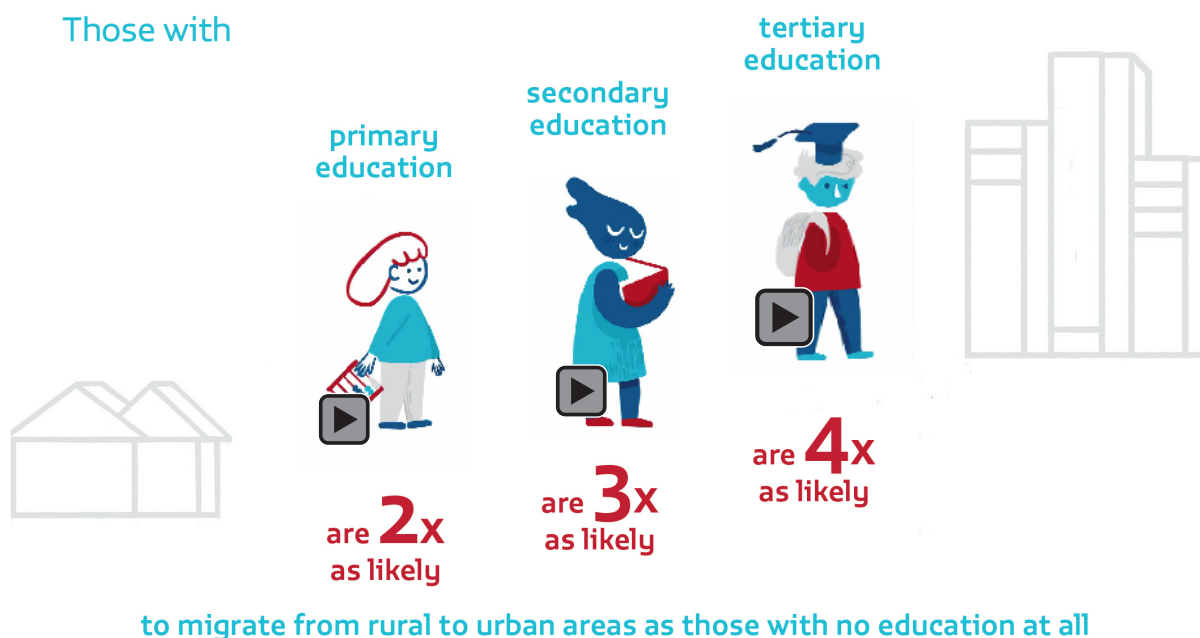 Those with
primary
education
are 2x
as likely
secondary
education
are 3x
as likely
tertiary
education
are 4x
as likely
to migrate from rural to urban areas as those with no education at all